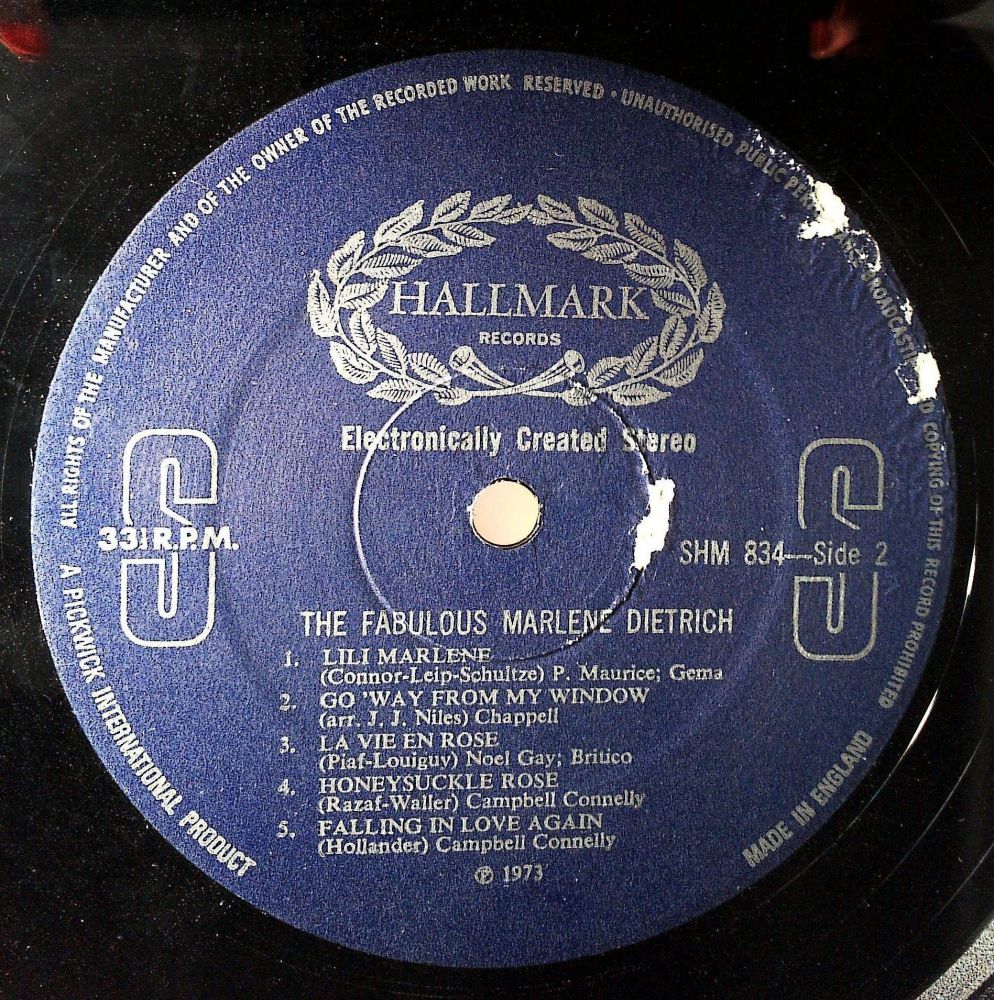 ALL RIGHTS OF THE MANUFACTURER AND OF THE OWNER OF THE RECORDED WORK RESERVED · UNAUTHORISED PUBLIC BROADCASTING COPYING OF THIS RECORD PROHIBITED
HALLMARK
RECORDS
Electronically Created Stereo
S
33⅓ R.P.M.
S
SHM 834—Side 2
THE FABULOUS MARLENE DIETRICH
1. LILI MARLENE
(Connor-Leip-Schultze) P. Maurice; Gema
2. GO 'WAY FROM MY WINDOW
(arr. J. J. Niles) Chappell
3. LA VIE EN ROSE
(Piaf-Louiguy) Noel Gay; Britico
4. HONEYSUCKLE ROSE
(Razaf-Waller) Campbell Connelly
5. FALLING IN LOVE AGAIN
(Hollander) Campbell Connelly
℗ 1973
A PICKWICK INTERNATIONAL PRODUCT
MADE IN ENGLAND